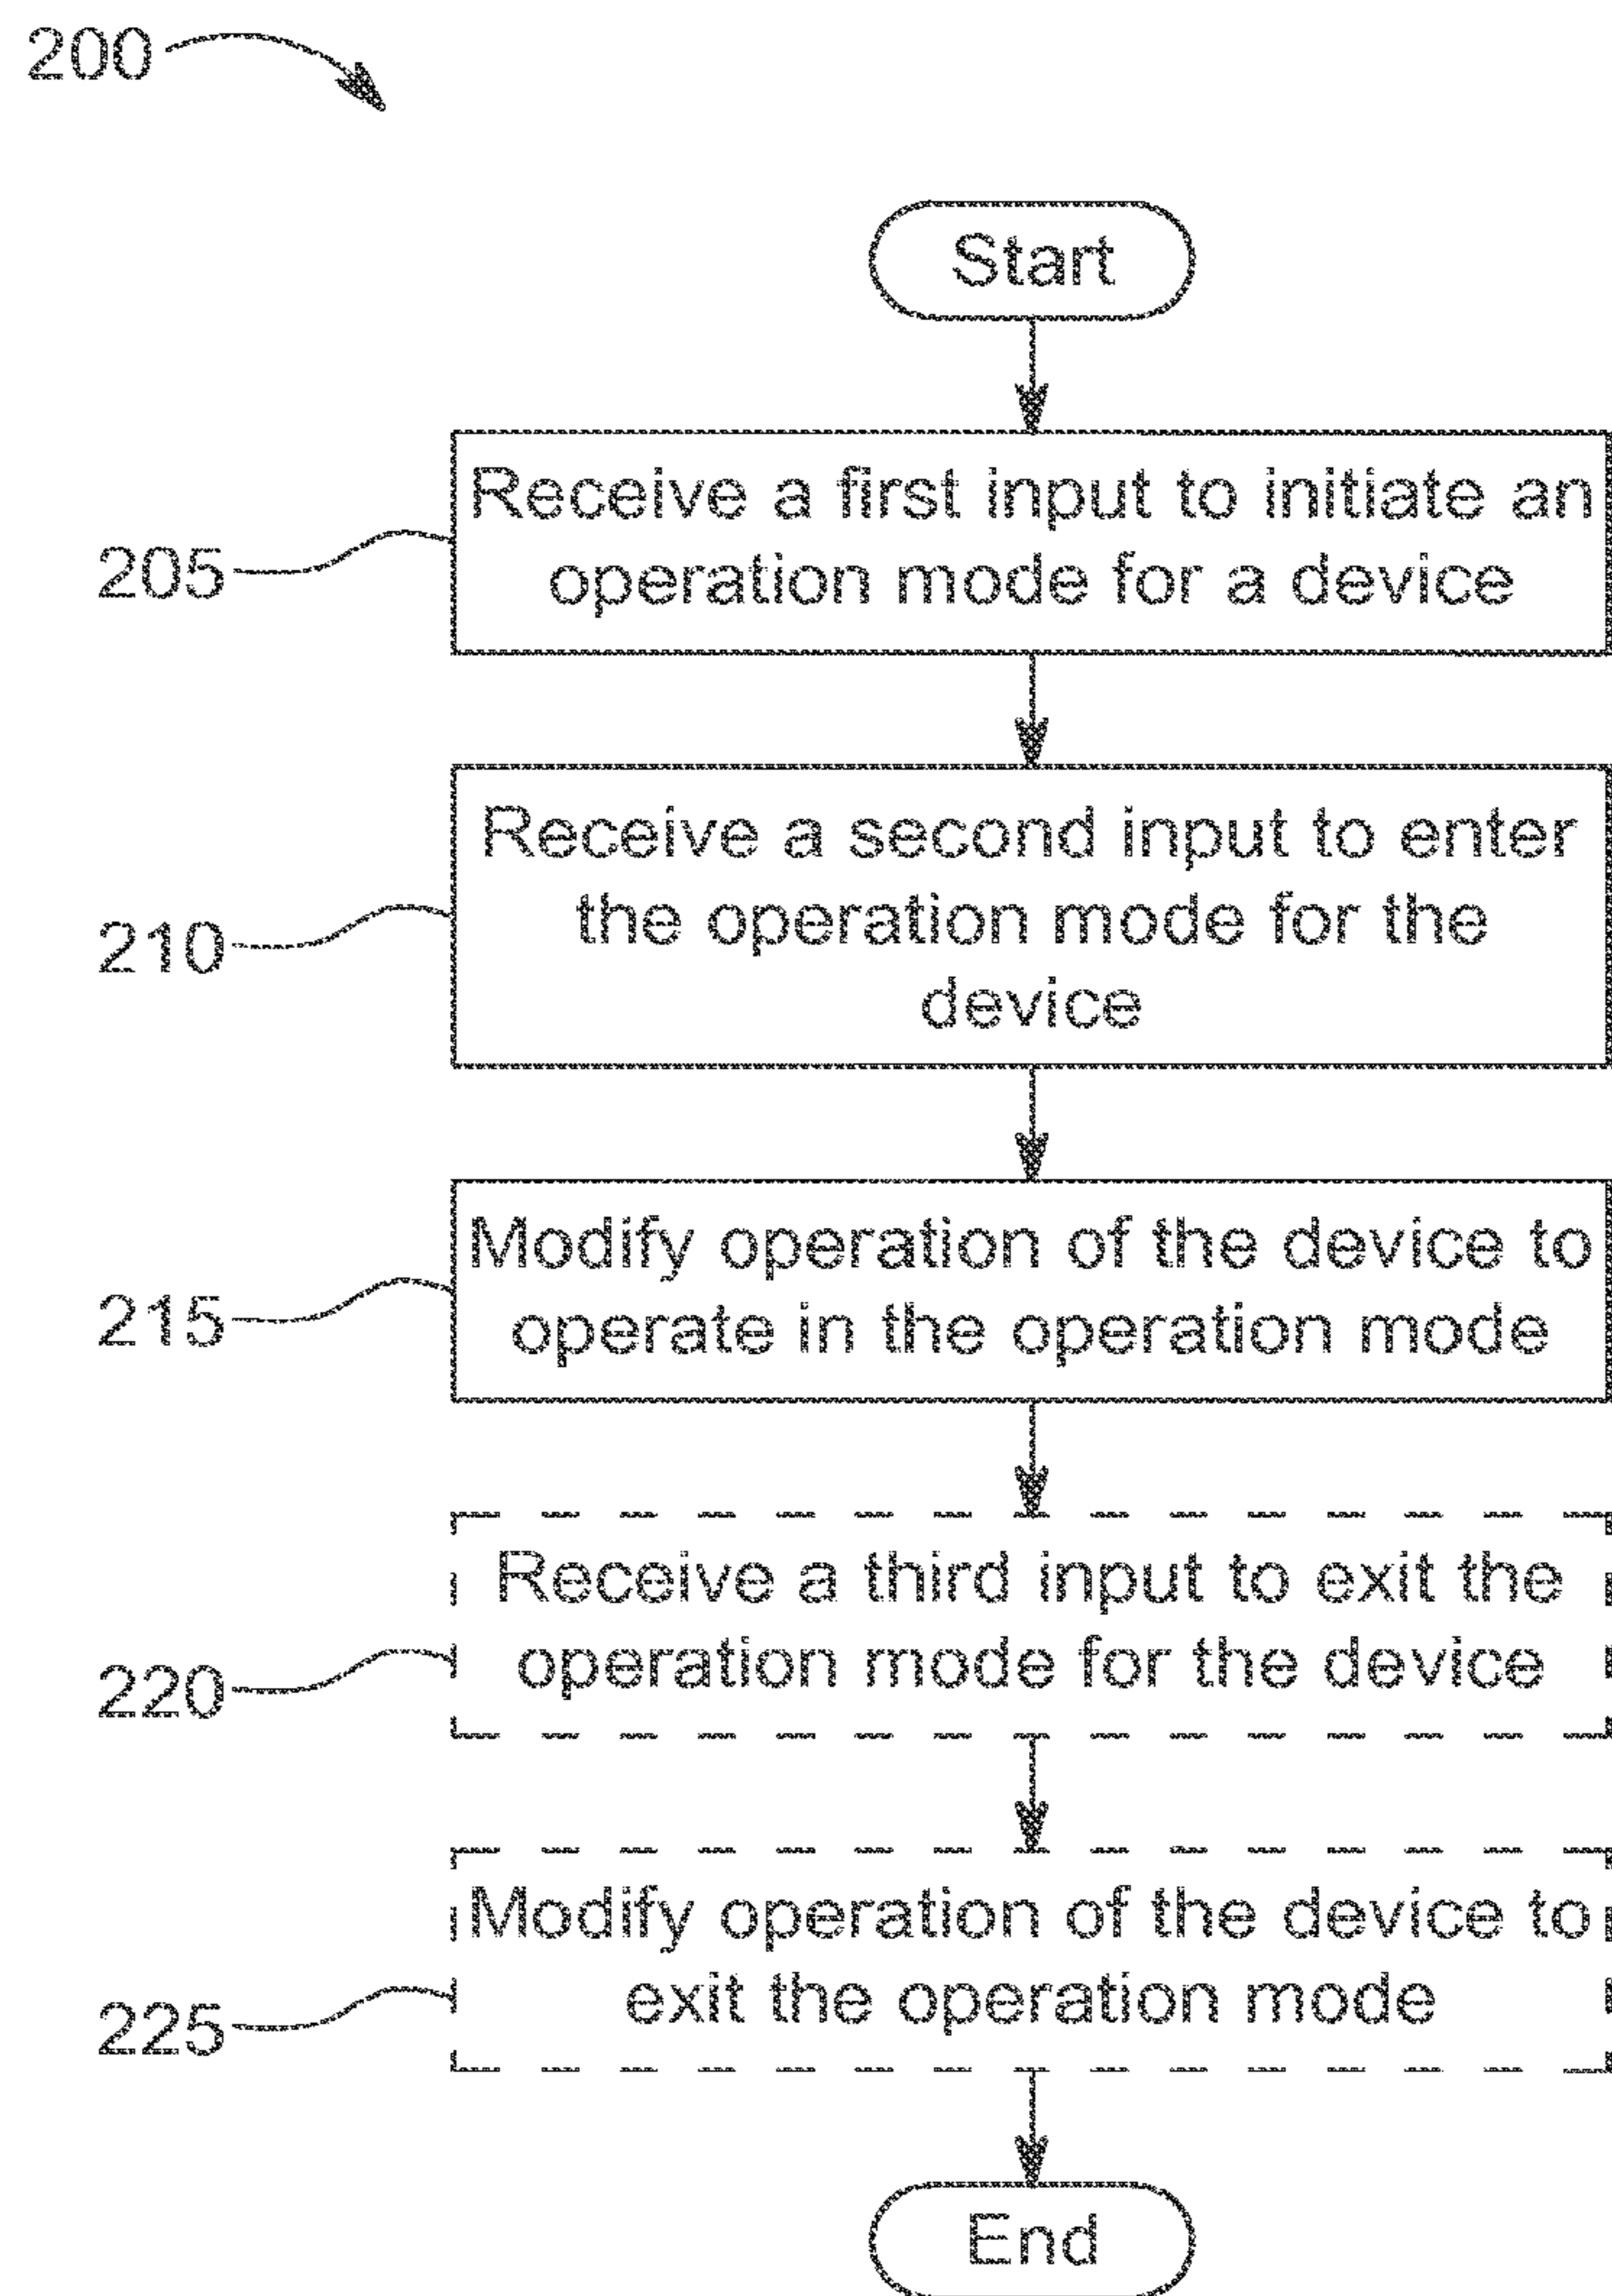 200
Start
205
Receive a first input to initiate an
operation mode for a device
210
Receive a second input to enter
the operation mode for the
device
215
Modify operation of the device to
operate in the operation mode
220
Receive a third input to exit the
operation mode for the device
225
Modify operation of the device to
exit the operation mode
End